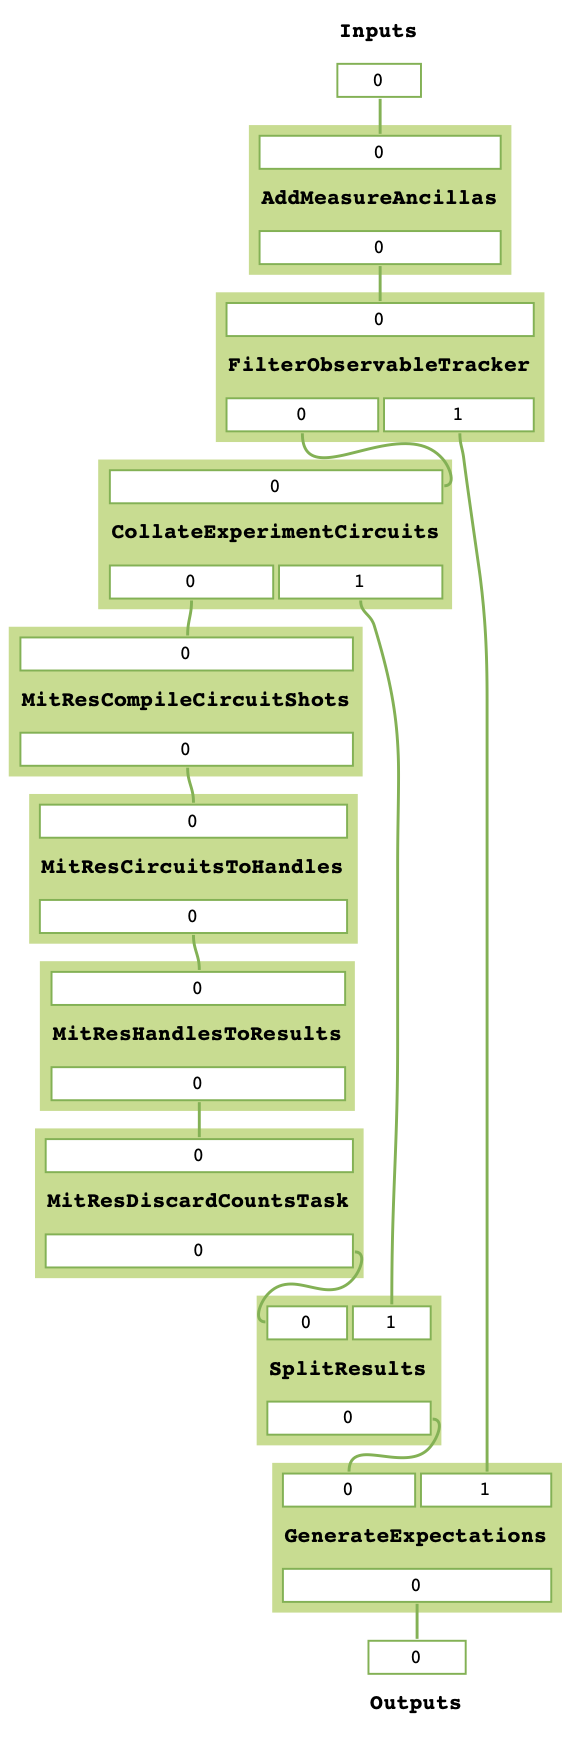 Inputs
0
0
AddMeasureAncillas
0
0
FilterObservableTracker
0 1
0
CollateExperimentCircuits
0 1
0
MitResCompileCircuitShots
0
0
MitResCircuitsToHandles
0
0
MitResHandlesToResults
0
0
MitResDiscardCountsTask
0
0 1
SplitResults
0
0 1
GenerateExpectations
0
0
Outputs